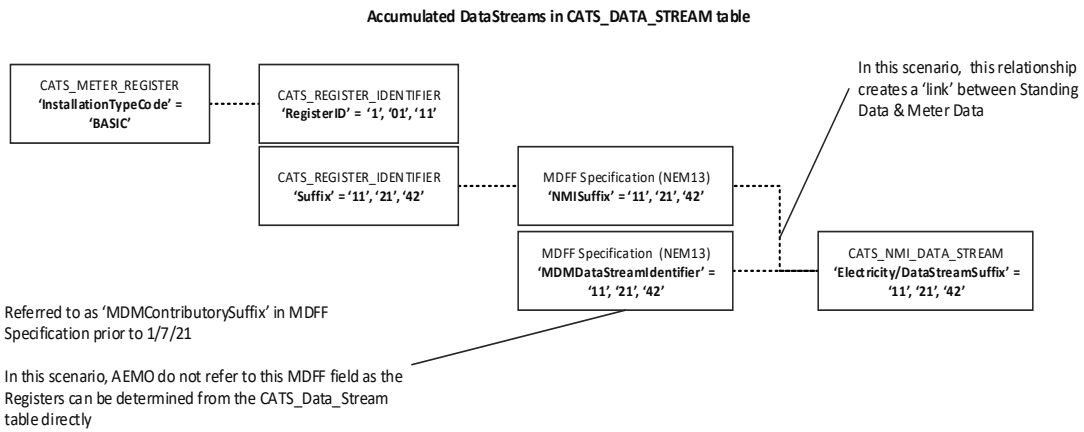 Accumulated DataStreams in CATS_DATA_STREAM table
CATS_METER_REGISTER
‘InstallationTypeCode’ =
‘BASIC’
CATS_REGISTER_IDENTIFIER
‘RegisterID’ = ‘1’, ‘01’, ‘11’
In this scenario, this relationship
creates a ‘link’ between Standing
Data & Meter Data
CATS_REGISTER_IDENTIFIER
‘Suffix’ = ‘11’, ‘21’, ‘42’
MDFF Specification (NEM13)
‘NMISuffix’ = ‘11’, ‘21’, ‘42’
MDFF Specification (NEM13)
‘MDMDataStreamIdentifier’ =
‘11’, ‘21’, ‘42’
CATS_NMI_DATA_STREAM
‘Electricity/DataStreamSuffix’ =
‘11’, ‘21’, ‘42’
Referred to as ‘MDMContributorySuffix’ in MDFF
Specification prior to 1/7/21
In this scenario, AEMO do not refer to this MDFF field as the
Registers can be determined from the CATS_Data_Stream
table directly